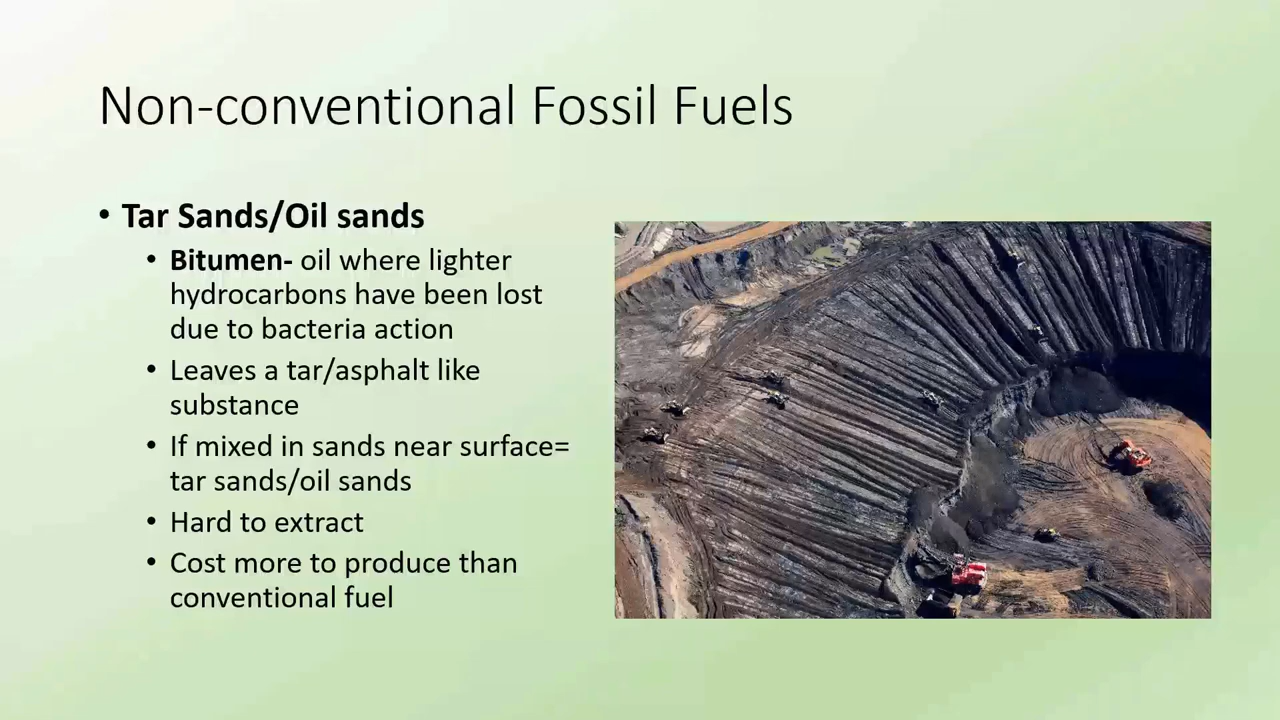 Non-conventional Fossil Fuels
• Tar Sands/Oil sands
• Bitumen- oil where lighter
hydrocarbons have been lost
due to bacteria action
• Leaves a tar/asphalt like
substance
• If mixed in sands near surface=
tar sands/oil sands
• Hard to extract
• Cost more to produce than
conventional fuel